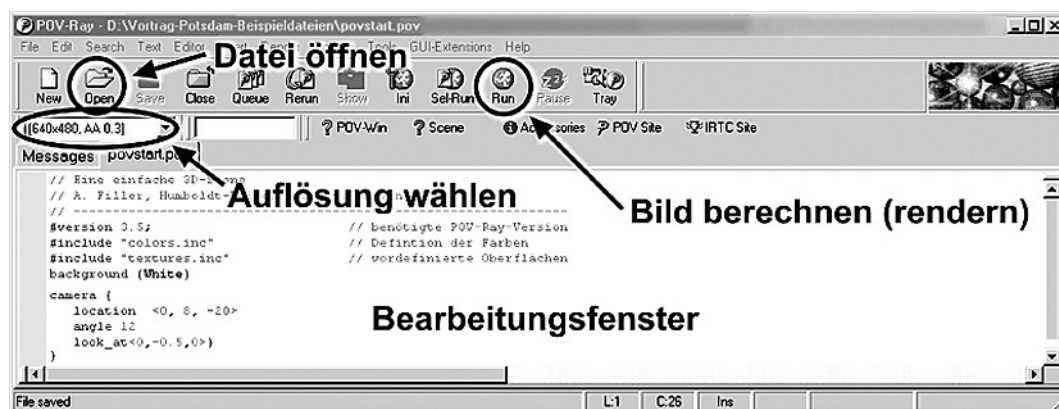 POV-Ray - D:\Vortrag-Potsdam-Beispieldateien\povstart.pov
File Edit Search Text Editor Tools GUI-Extensions Help
Datei öffnen
New Open Save Close Queue Rerun Show Ini Sel-Run Run Pause Tray
[640x480, AA 0.3] POV-Win Scene POV Site IRTC Site
Messages povstart.po
// Eine einfache 3D-
// A. Filler,
Auflösung wählen
// ------------------------------------------------
Bild berechnen (rendern)
#version 3.5; // benötigte POV-Ray-Version
#include "colors.inc" // Defintion der Farben
#include "textures.inc" // vordefinierte Oberflächen
background {White}
camera {
location <0, 8, -20>
angle 12
Bearbeitungsfenster
look_at<0,-0.5,0>}
}
File saved L:1 C:26 Ins